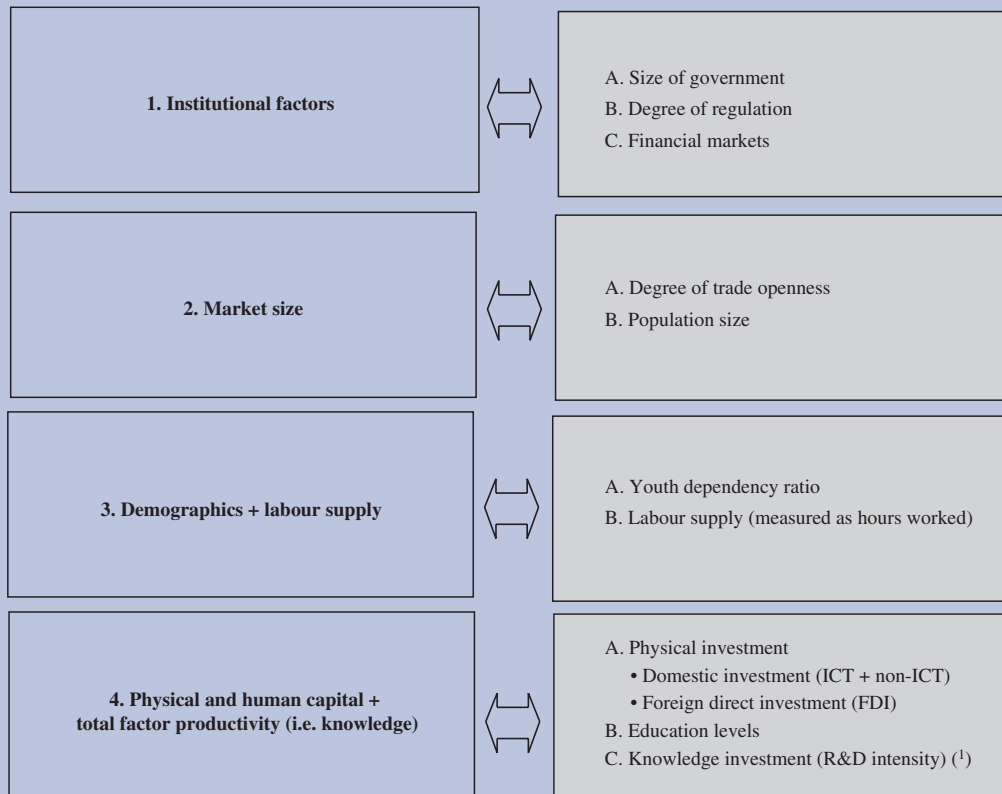 1. Institutional factors
A. Size of government
B. Degree of regulation
C. Financial markets
2. Market size
A. Degree of trade openness
B. Population size
3. Demographics + labour supply
A. Youth dependency ratio
B. Labour supply (measured as hours worked)
4. Physical and human capital +
total factor productivity (i.e. knowledge)
A. Physical investment
• Domestic investment (ICT + non-ICT)
• Foreign direct investment (FDI)
B. Education levels
C. Knowledge investment (R&D intensity) (¹)